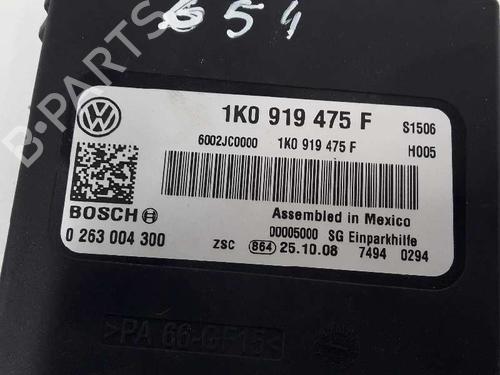 654
B-PARTS
1K0 919 475 F S1506
6002JC0000 1K0 919 475 F H005
BOSCH
Assembled in Mexico
00005000 SG Einparkhilfe
0 263 004 300 ZSC 864 25.10.08 7494 0294
>PA 66-GF15<